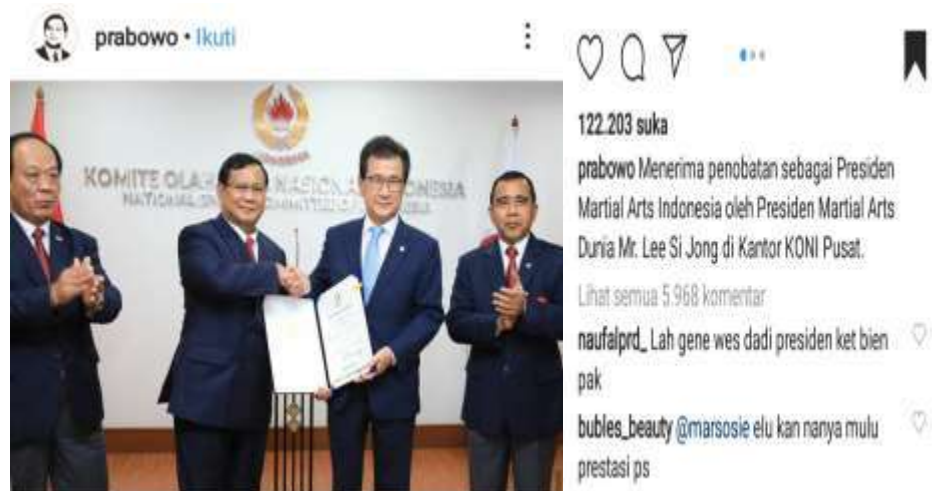 prabowo • Ikuti
KOMITE OLAH
NATIONAL
122.203 suka
prabowo Menerima penobatan sebagai Presiden
Martial Arts Indonesia oleh Presiden Martial Arts
Dunia Mr. Lee Si Jong di Kantor KONI Pusat.
Lihat semua 5.968 komentar
naufalprd_ Lah gene wes dadi presiden ket bien
pak
bubles_beauty @marsosie elu kan nanya mulu
prestasi ps